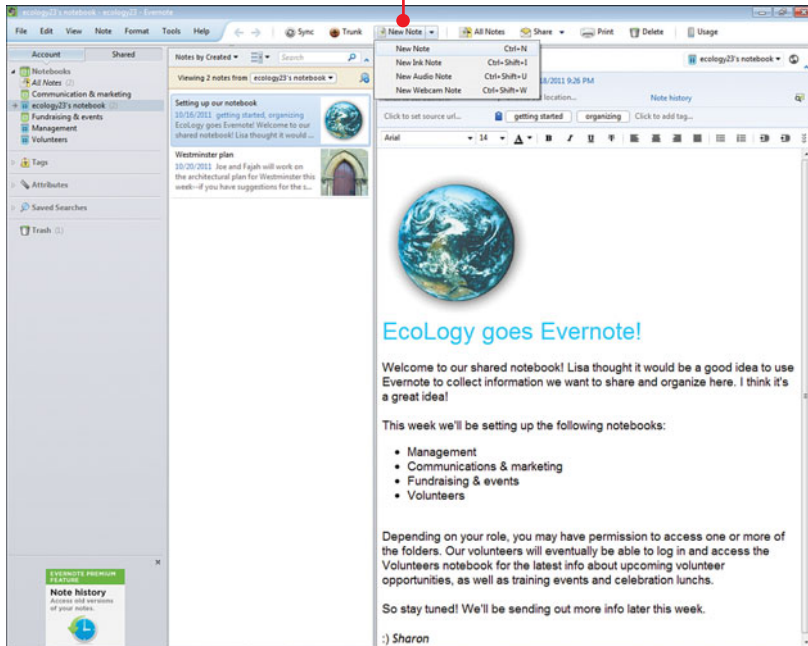 ecology23's notebook - ecology23 - Evernote
File Edit View Note Format Tools Help
Sync Trunk New Note All Notes Share Print Delete Usage
Account Shared
Notebooks
All Notes (2)
Communication & marketing
ecology23's notebook (2)
Fundraising & events
Management
Volunteers
Tags
Attributes
Saved Searches
Trash (1)
EVERNOTE PREMIUM
FEATURE
Note history
Access old versions
of your notes.
Notes by Created Search
Viewing 2 notes from ecology23's notebook
Setting up our notebook
10/16/2011 getting started, organizing
EcoLogy goes Evernote! Welcome to our
shared notebook! Lisa thought it would ...
Westminster plan
10/20/2011 Joe and Fajah will work on
the architectural plan for Westminster this
week--if you have suggestions for the s...
New Note Ctrl+N
New Ink Note Ctrl+Shift+I
New Audio Note Ctrl+Shift+U
New Webcam Note Ctrl+Shift+W
ecology23's notebook
18/2011 9:26 PM
location...
Note history
Click to set source url...
getting started organizing Click to add tag...
Arial 14 A B I U T
EcoLogy goes Evernote!
Welcome to our shared notebook! Lisa thought it would be a good idea to use
Evernote to collect information we want to share and organize here. I think it's
a great idea!
This week we'll be setting up the following notebooks:
• Management
• Communications & marketing
• Fundraising & events
• Volunteers
Depending on your role, you may have permission to access one or more of
the folders. Our volunteers will eventually be able to log in and access the
Volunteers notebook for the latest info about upcoming volunteer
opportunities, as well as training events and celebration lunchs.
So stay tuned! We'll be sending out more info later this week.
:) Sharon